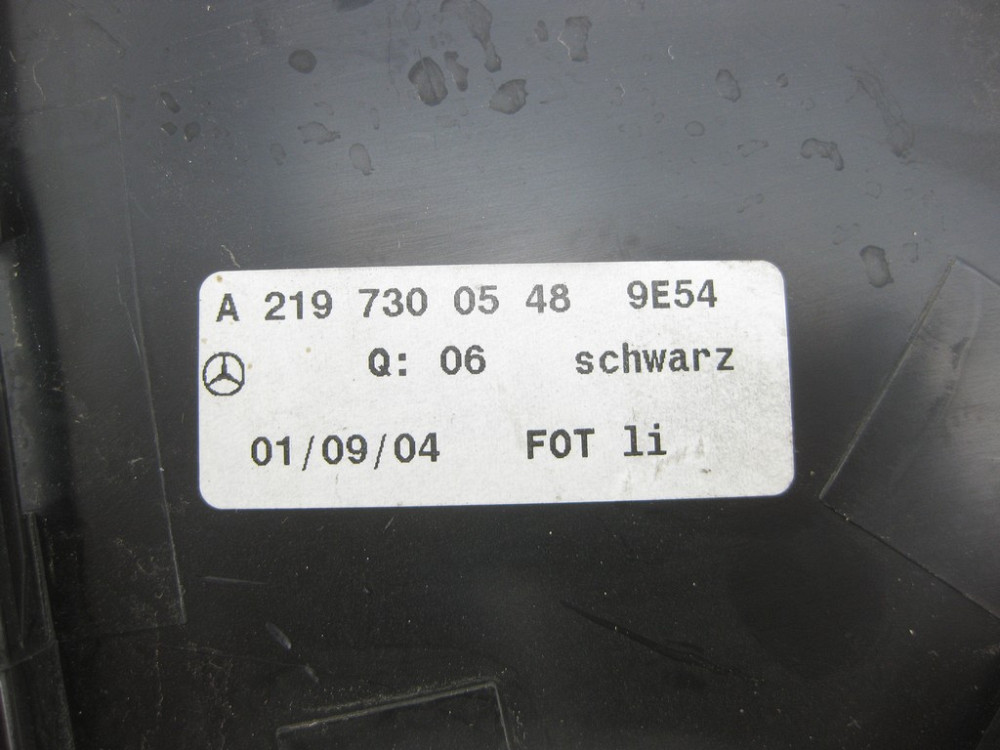 A 219 730 05 48 9E54
Q: 06 schwarz
01/09/04 FOT li